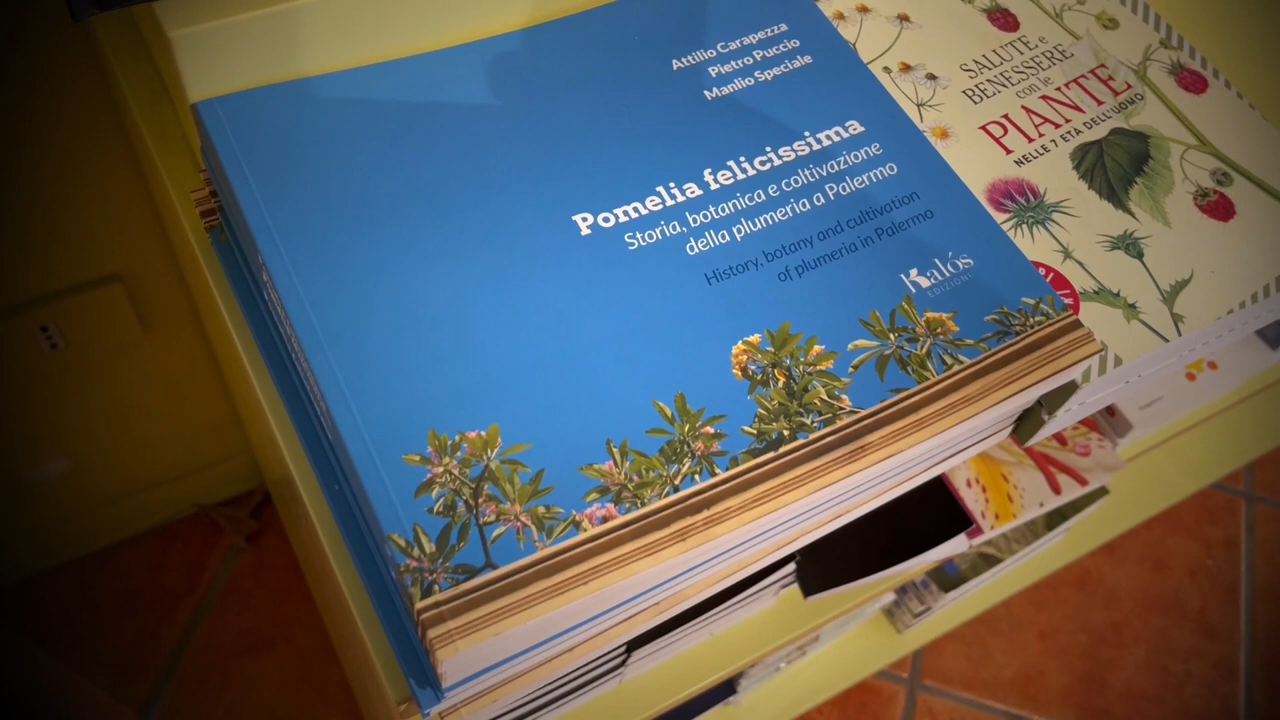 Attilio Carapezza
Pietro Puccio
Manlio Speciale
Pomelia felicissima
Storia, botanica e coltivazione
della plumeria a Palermo
History, botany and cultivation
of plumeria in Palermo
Kalós
EDIZIONI
SALUTE e
BENESSERE
con le
PIANTE
NELLE 7 ETÀ DELL'UOMO